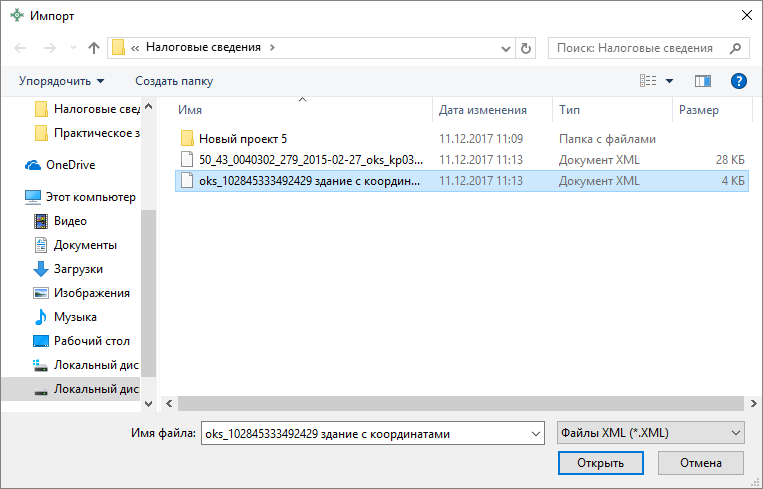 Импорт
« Налоговые сведения
Поиск: Налоговые сведения
Упорядочить
Создать папку
?
Налоговые свед
Практическое з
OneDrive
Этот компьютер
Видео
Документы
Загрузки
Изображения
Музыка
Рабочий стол
Локальный дис
Локальный дис
Имя Дата изменения Тип Размер
Новый проект 5 11.12.2017 11:09 Папка с файлами
50_43_0040302_279_2015-02-27_oks_kp03... 11.12.2017 11:13 Документ XML 28 КБ
oks_102845333492429 здание с координ... 11.12.2017 11:13 Документ XML 4 КБ
Имя файла: oks_102845333492429 здание с координатами Файлы XML (*.XML)
Открыть Отмена